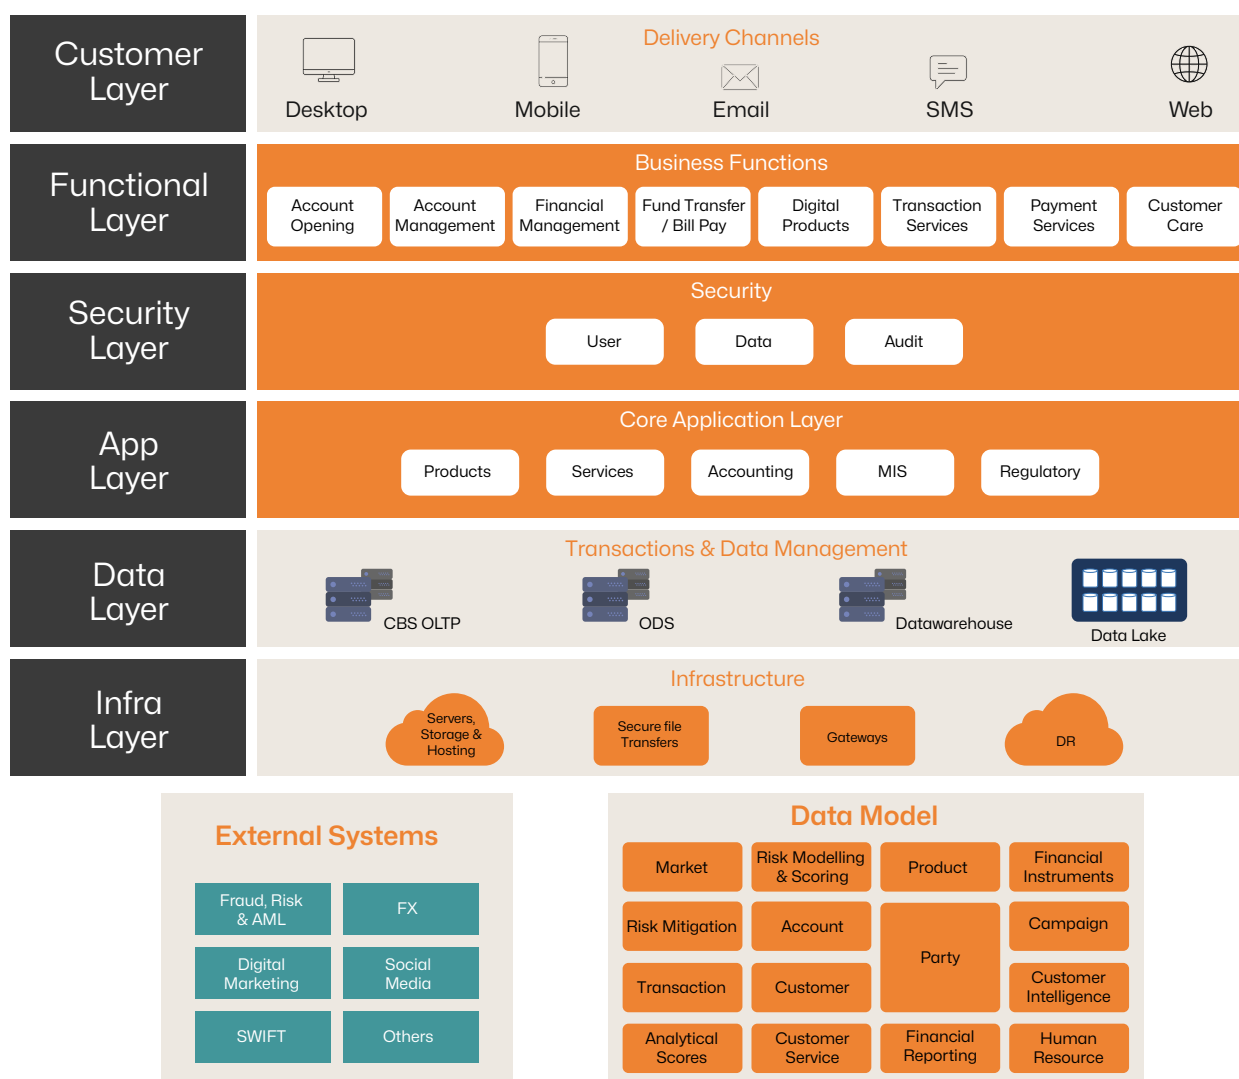 Customer
Layer
Delivery Channels
Desktop
Mobile
Email
SMS
Web
Functional
Layer
Business Functions
Account
Opening
Account
Management
Financial
Management
Fund Transfer
/ Bill Pay
Digital
Products
Transaction
Services
Payment
Services
Customer
Care
Security
Layer
Security
User
Data
Audit
App
Layer
Core Application Layer
Products
Services
Accounting
MIS
Regulatory
Data
Layer
Transactions & Data Management
CBS OLTP
ODS
Datawarehouse
Data Lake
Infra
Layer
Infrastructure
Servers,
Storage &
Hosting
Secure file
Transfers
Gateways
DR
External Systems
Fraud, Risk
& AML
FX
Digital
Marketing
Social
Media
SWIFT
Others
Data Model
Market
Risk Modelling
& Scoring
Product
Financial
Instruments
Risk Mitigation
Account
Party
Campaign
Transaction
Customer
Customer
Intelligence
Analytical
Scores
Customer
Service
Financial
Reporting
Human
Resource